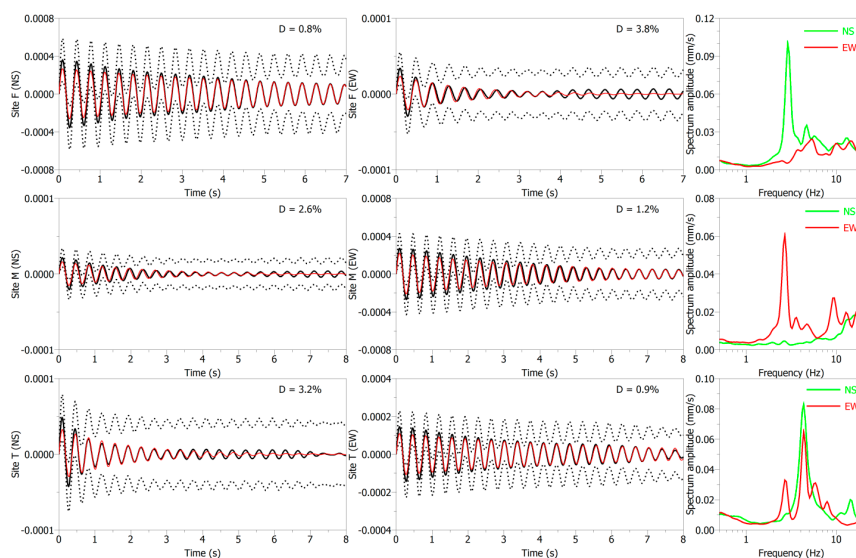 0.0008
0.0004
0.0000
-0.0004
-0.0008
Site F (NS)
D = 0.8%
0 1 2 3 4 5 6 7
Time (s)
0.0001
0.0000
-0.0001
Site F (EW)
D = 3.8%
0 1 2 3 4 5 6 7
Time (s)
0.12
0.09
0.06
0.03
0.00
Spectrum amplitude (mm/s)
NS
EW
1 10
Frequency (Hz)
0.0001
0.0000
-0.0001
Site M (NS)
D = 2.6%
0 1 2 3 4 5 6 7 8
Time (s)
0.0008
0.0004
0.0000
-0.0004
-0.0008
Site M (EW)
D = 1.2%
0 1 2 3 4 5 6 7 8
Time (s)
0.08
0.06
0.04
0.02
0.00
Spectrum amplitude (mm/s)
NS
EW
1 10
Frequency (Hz)
0.0001
0.0000
-0.0001
Site T (NS)
D = 3.2%
0 1 2 3 4 5 6 7 8
Time (s)
0.0004
0.0002
0.0000
-0.0002
-0.0004
Site T (EW)
D = 0.9%
0 1 2 3 4 5 6 7 8
Time (s)
0.10
0.08
0.06
0.04
0.02
0.00
Spectrum amplitude (mm/s)
NS
EW
1 10
Frequency (Hz)